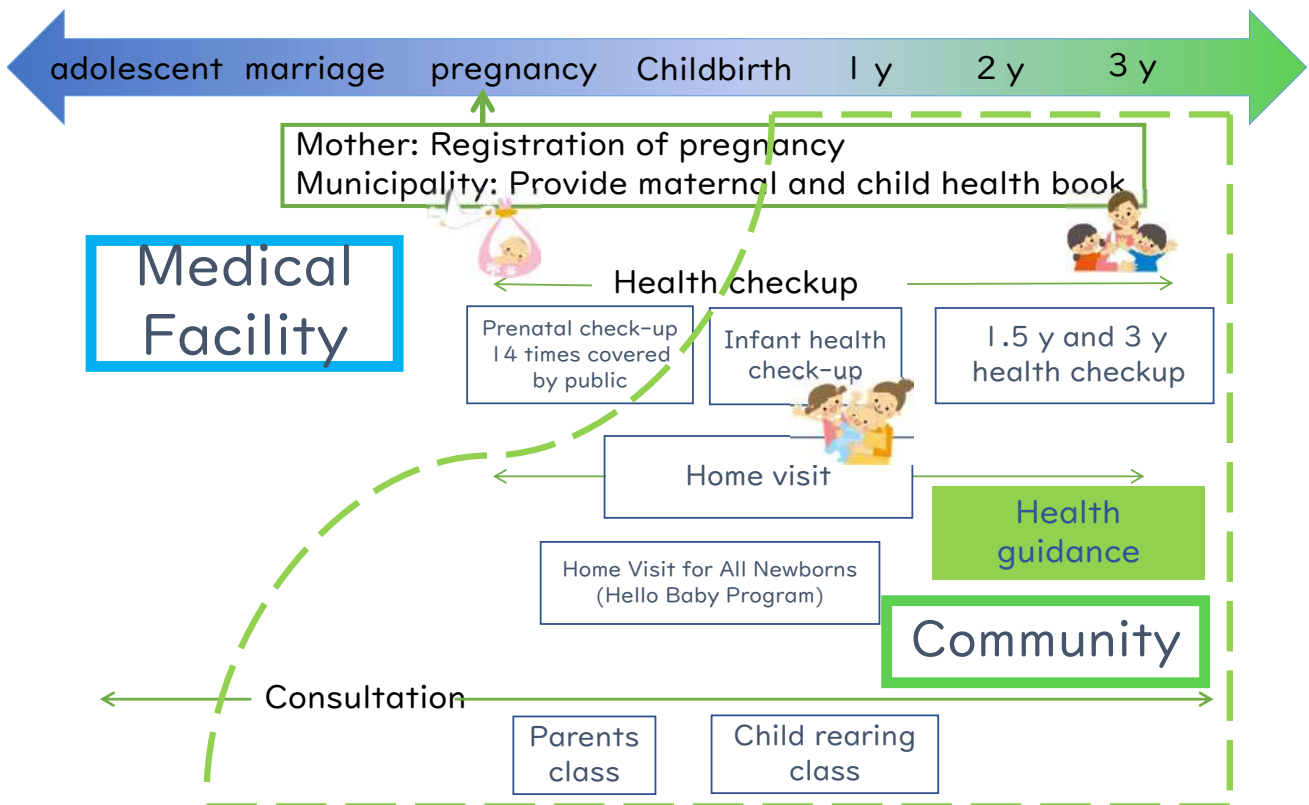 adolescent marriage pregnancy Childbirth 1 y 2 y 3 y
Mother: Registration of pregnancy
Municipality: Provide maternal and child health book
Medical
Facility
Health checkup
Prenatal check-up
14 times covered
by public
Infant health
check-up
1.5 y and 3 y
health checkup
Home visit
Health
guidance
Home Visit for All Newborns
(Hello Baby Program)
Community
Consultation
Parents
class
Child rearing
class